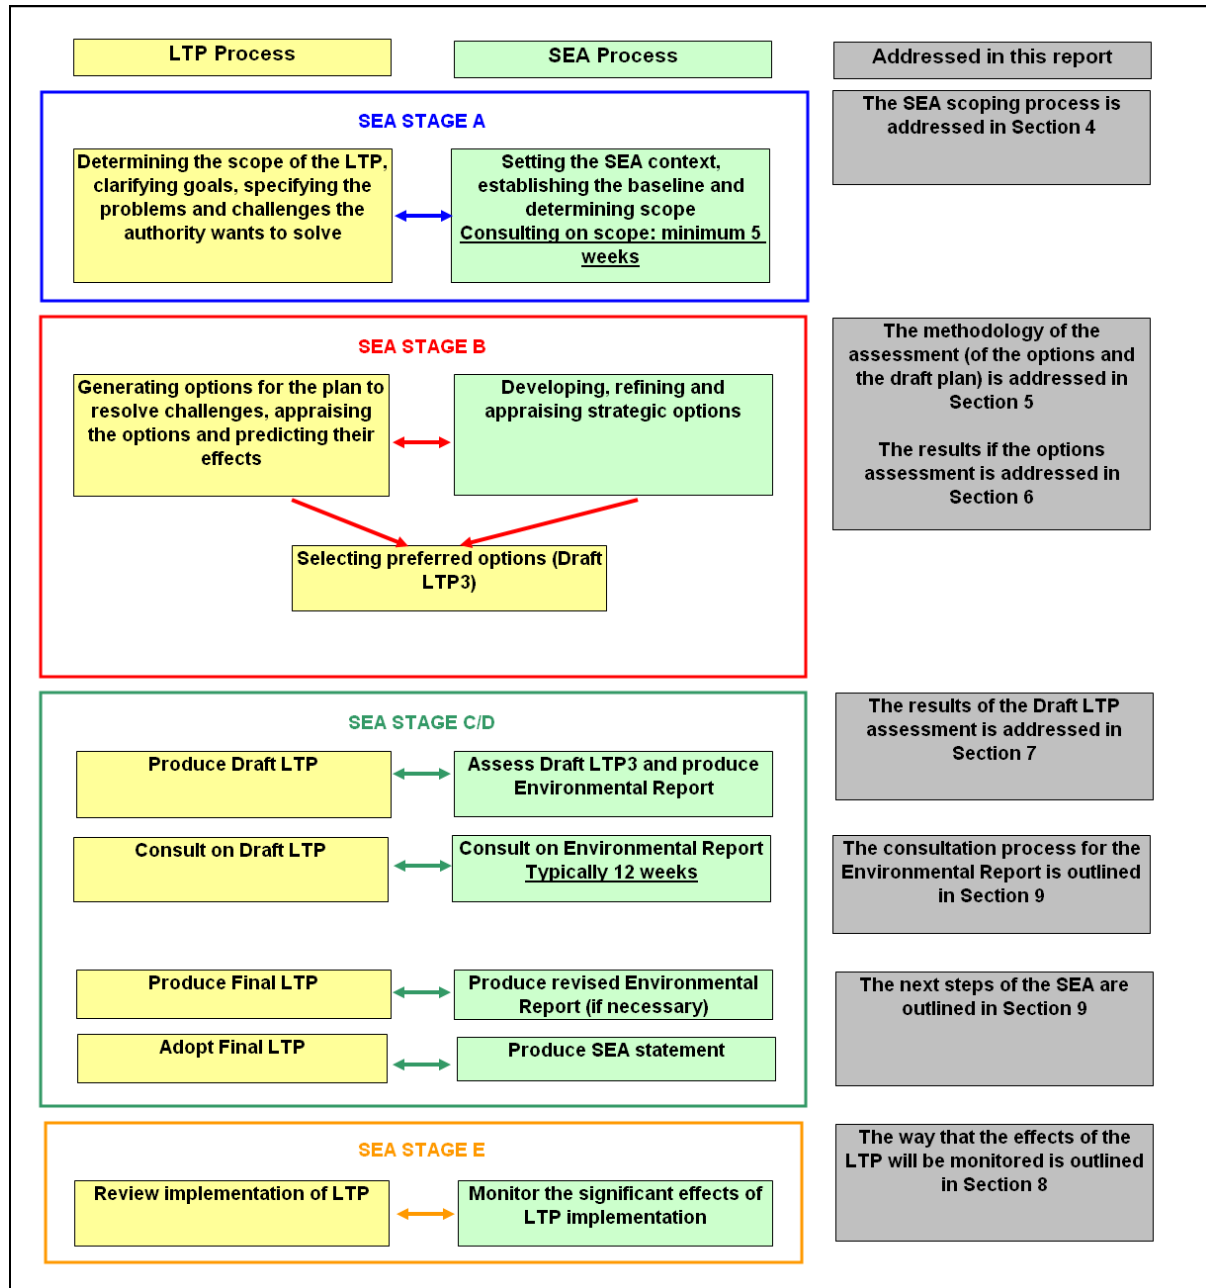 LTP Process
SEA Process
Addressed in this report
SEA STAGE A
Determining the scope of the LTP,
clarifying goals, specifying the
problems and challenges the
authority wants to solve
Setting the SEA context,
establishing the baseline and
determining scope
Consulting on scope: minimum 5
weeks
The SEA scoping process is
addressed in Section 4
SEA STAGE B
Generating options for the plan to
resolve challenges, appraising
the options and predicting their
effects
Developing, refining and
appraising strategic options
Selecting preferred options (Draft
LTP3)
The methodology of the
assessment (of the options and
the draft plan) is addressed in
Section 5
The results if the options
assessment is addressed in
Section 6
SEA STAGE C/D
Produce Draft LTP
Assess Draft LTP3 and produce
Environmental Report
The results of the Draft LTP
assessment is addressed in
Section 7
Consult on Draft LTP
Consult on Environmental Report
Typically 12 weeks
The consultation process for the
Environmental Report is outlined
in Section 9
Produce Final LTP
Produce revised Environmental
Report (if necessary)
The next steps of the SEA are
outlined in Section 9
Adopt Final LTP
Produce SEA statement
SEA STAGE E
Review implementation of LTP
Monitor the significant effects of
LTP implementation
The way that the effects of the
LTP will be monitored is outlined
in Section 8